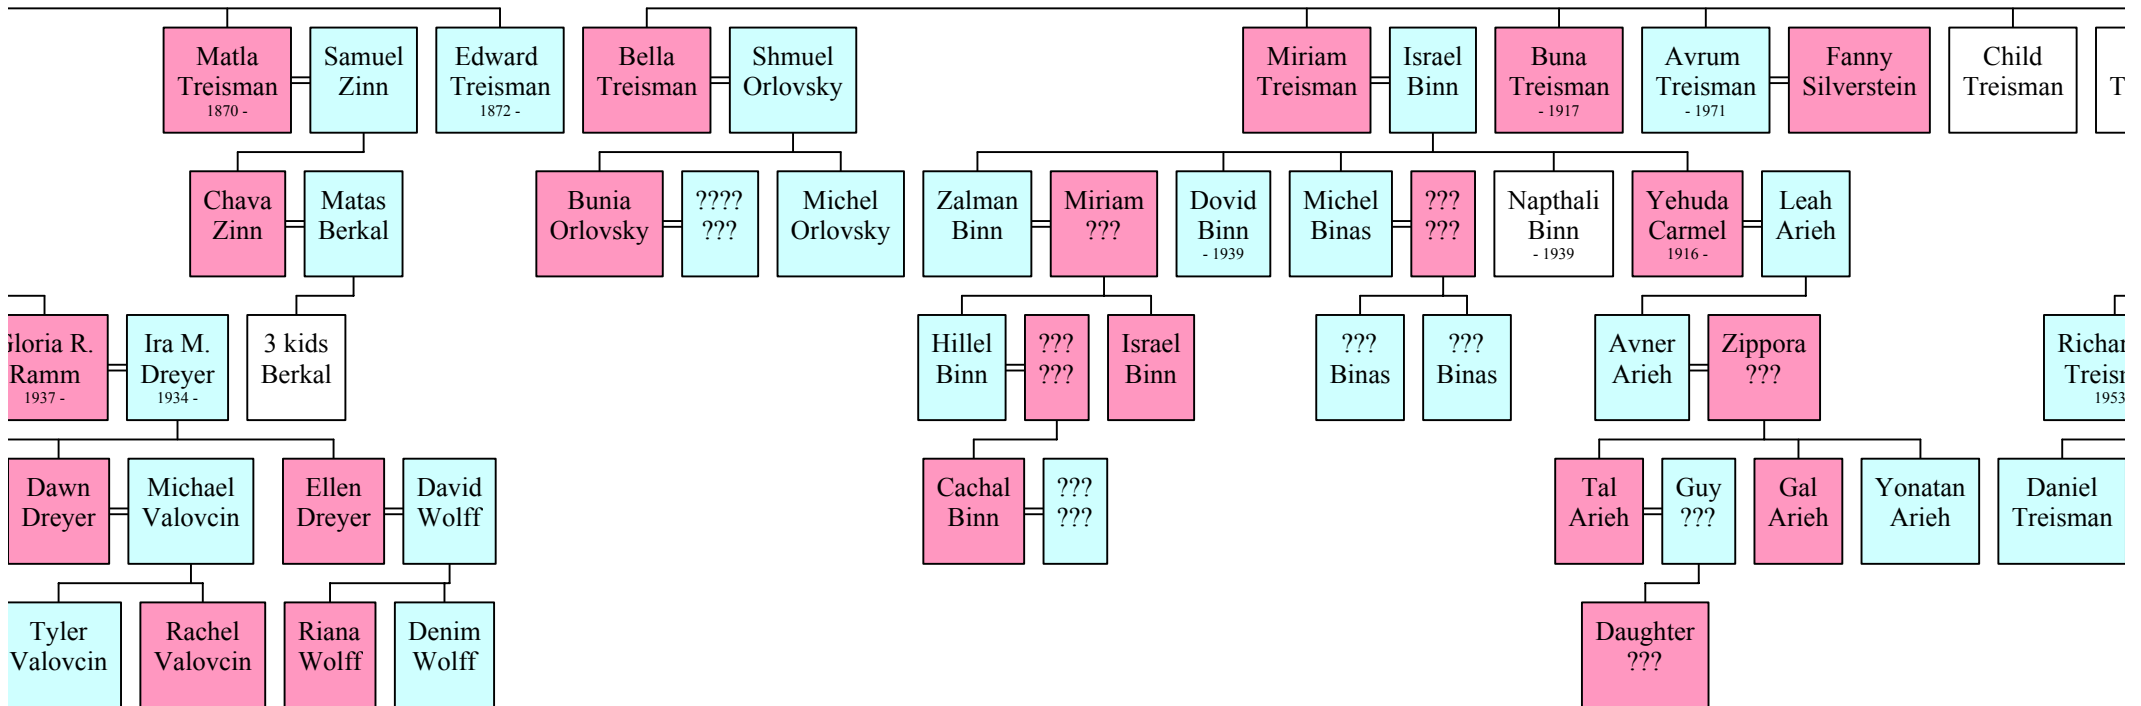 Matla
Treisman
1870 -
Samuel
Zinn
Edward
Treisman
1872 -
Bella
Treisman
Shmuel
Orlovsky
Miriam
Treisman
Israel
Binn
Buna
Treisman
- 1917
Avrum
Treisman
- 1971
Fanny
Silverstein
Child
Treisman
T
Chava
Zinn
Matas
Berkal
Bunia
Orlovsky
????
???
Michel
Orlovsky
Zalman
Binn
Miriam
???
Dovid
Binn
- 1939
Michel
Binas
???
???
Napthali
Binn
- 1939
Yehuda
Carmel
1916 -
Leah
Arieh
Gloria R.
Ramm
1937 -
Ira M.
Dreyer
1934 -
3 kids
Berkal
Hillel
Binn
???
???
Israel
Binn
???
Binas
???
Binas
Avner
Arieh
Zippora
???
Richar
Treisr
1953
Dawn
Dreyer
Michael
Valovcin
Ellen
Dreyer
David
Wolff
Cachal
Binn
???
???
Tal
Arieh
Guy
???
Gal
Arieh
Yonatan
Arieh
Daniel
Treisman
Tyler
Valovcin
Rachel
Valovcin
Riana
Wolff
Denim
Wolff
Daughter
???